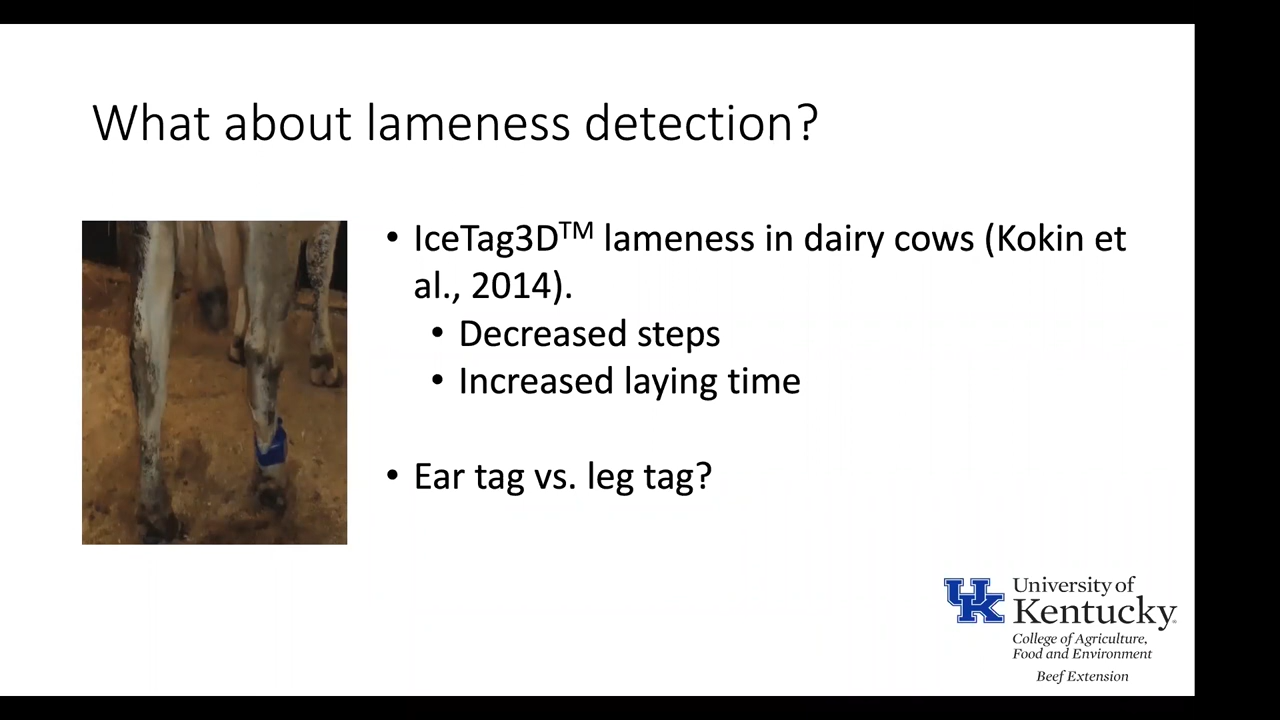 What about lameness detection?
• IceTag3D™ lameness in dairy cows (Kokin et
al., 2014).
• Decreased steps
• Increased laying time
• Ear tag vs. leg tag?
UK University of
Kentucky
College of Agriculture,
Food and Environment
Beef Extension